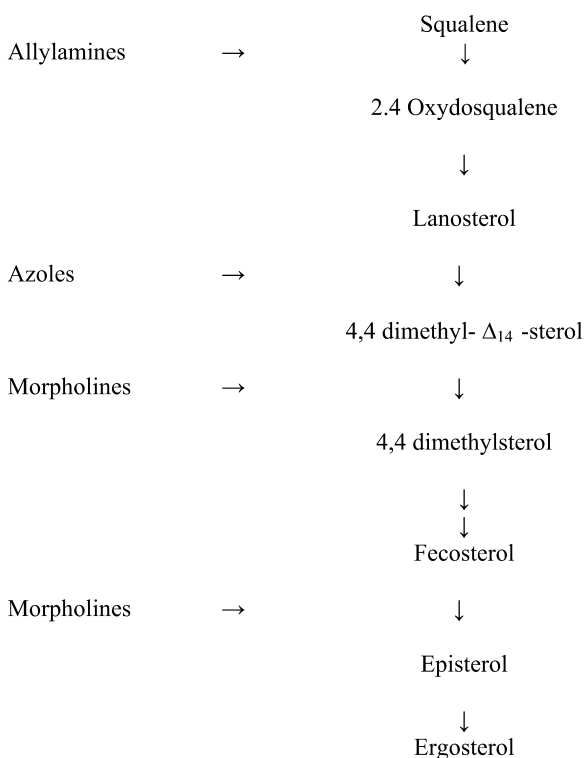 Squalene
Allylamines → ↓
2.4 Oxydosqualene
↓
Lanosterol
Azoles → ↓
4,4 dimethyl- Δ₁₄ -sterol
Morpholines → ↓
4,4 dimethylsterol
↓
↓
Fecosterol
Morpholines → ↓
Episterol
↓
Ergosterol